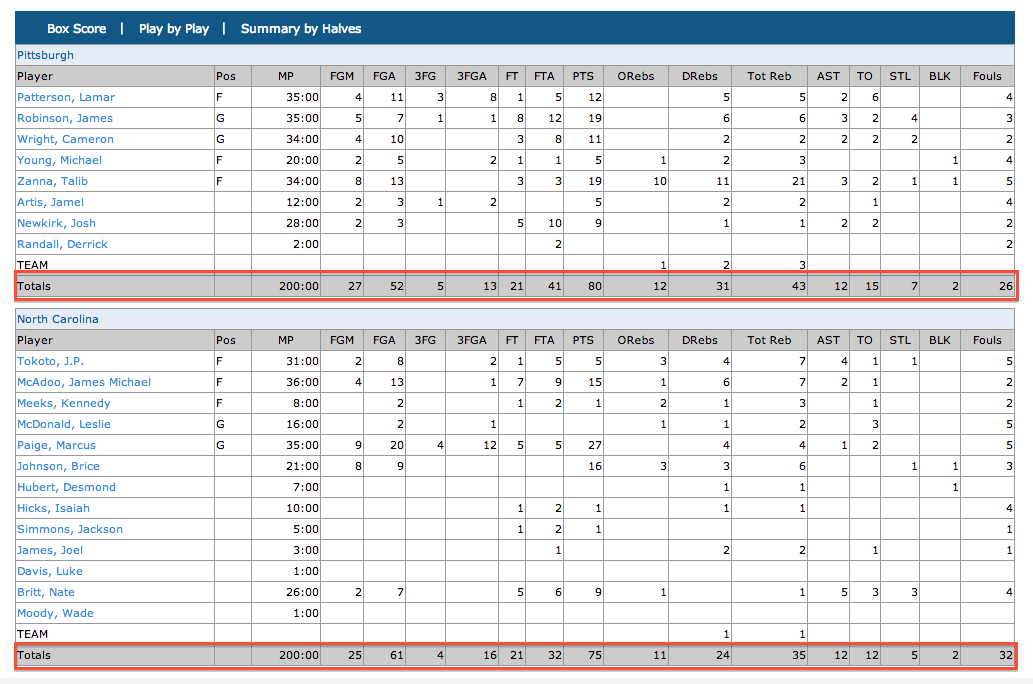 Box Score | Play by Play | Summary by Halves
Pittsburgh
Player Pos MP FGM FGA 3FG 3FGA FT FTA PTS ORebs DRebs Tot Reb AST TO STL BLK Fouls
Patterson, Lamar F 35:00 4 11 3 8 1 5 12 5 5 2 6 4
Robinson, James G 35:00 5 7 1 1 8 12 19 6 6 3 2 4 3
Wright, Cameron G 34:00 4 10 3 8 11 2 2 2 2 2 2
Young, Michael F 20:00 2 5 2 1 1 5 1 2 3 1 4
Zanna, Talib F 34:00 8 13 3 3 19 10 11 21 3 2 1 1 5
Artis, Jamel 12:00 2 3 1 2 5 2 2 1 4
Newkirk, Josh 28:00 2 3 5 10 9 1 1 2 2 2
Randall, Derrick 2:00 2 2
TEAM 1 2 3
Totals 200:00 27 52 5 13 21 41 80 12 31 43 12 15 7 2 26
North Carolina
Player Pos MP FGM FGA 3FG 3FGA FT FTA PTS ORebs DRebs Tot Reb AST TO STL BLK Fouls
Tokoto, J.P. F 31:00 2 8 2 1 5 5 3 4 7 4 1 1 5
McAdoo, James Michael F 36:00 4 13 1 7 9 15 1 6 7 2 1 2
Meeks, Kennedy F 8:00 2 1 2 1 2 1 3 1 2
McDonald, Leslie G 16:00 2 1 1 1 2 3 5
Paige, Marcus G 35:00 9 20 4 12 5 5 27 4 4 1 2 5
Johnson, Brice 21:00 8 9 16 3 3 6 1 1 3
Hubert, Desmond 7:00 1 1 1
Hicks, Isaiah 10:00 1 2 1 1 1 4
Simmons, Jackson 5:00 1 2 1 1
James, Joel 3:00 1 2 2 1 1
Davis, Luke 1:00
Britt, Nate 26:00 2 7 5 6 9 1 1 5 3 3 4
Moody, Wade 1:00
TEAM 1 1
Totals 200:00 25 61 4 16 21 32 75 11 24 35 12 12 5 2 32